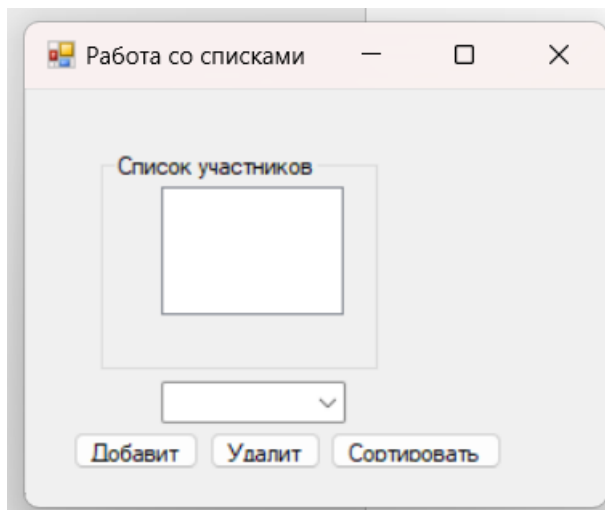 Работа со списками
Список участников
Добавит Удалит Сортировать